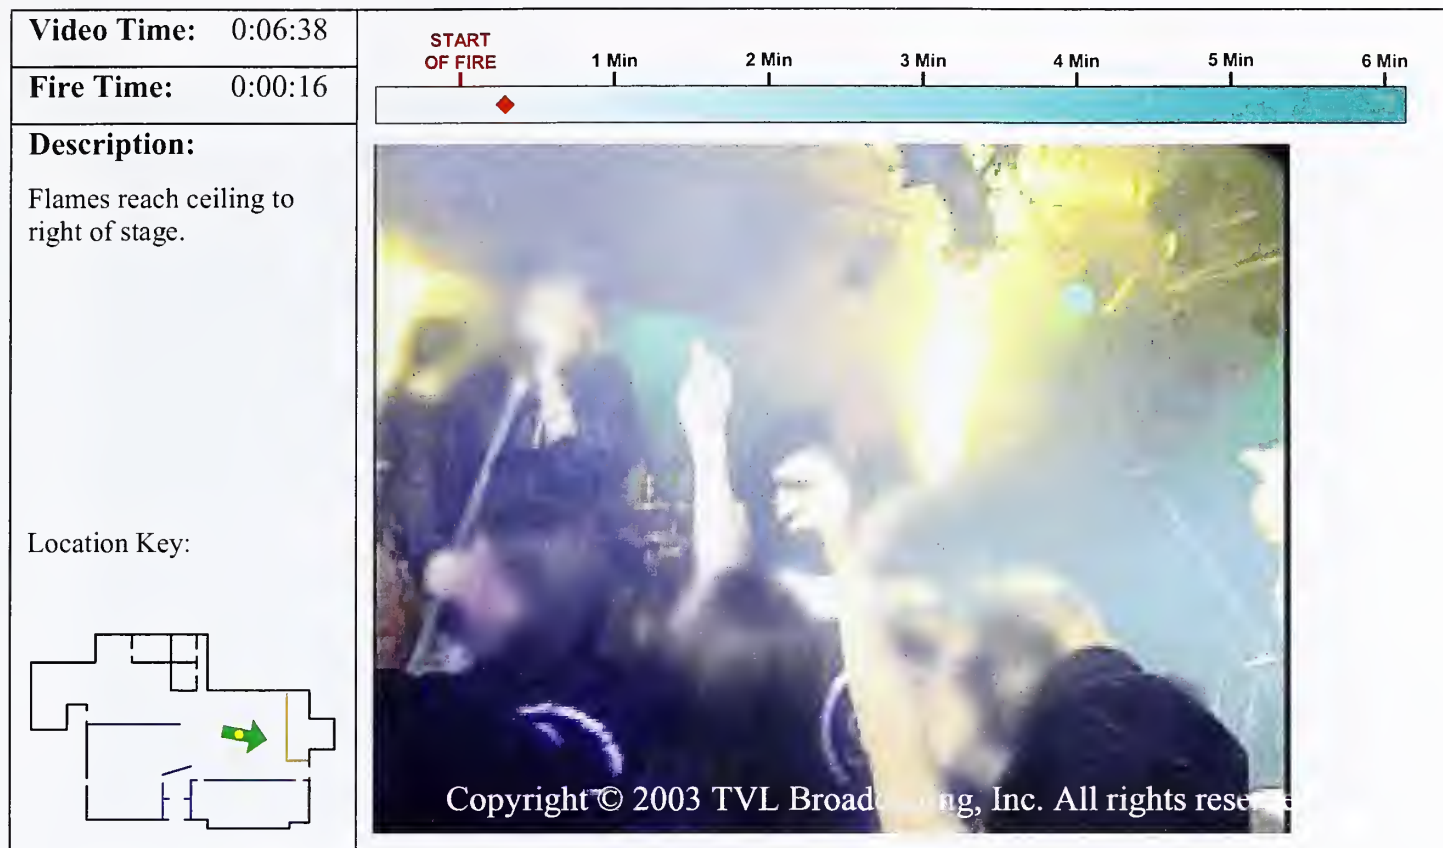 Video Time: 0:06:38
Fire Time: 0:00:16
Description:
Flames reach ceiling to
right of stage.
Location Key:
START
OF FIRE
1 Min 2 Min 3 Min 4 Min 5 Min 6 Min
Copyright © 2003 TVL Broad ng, Inc. All rights rese